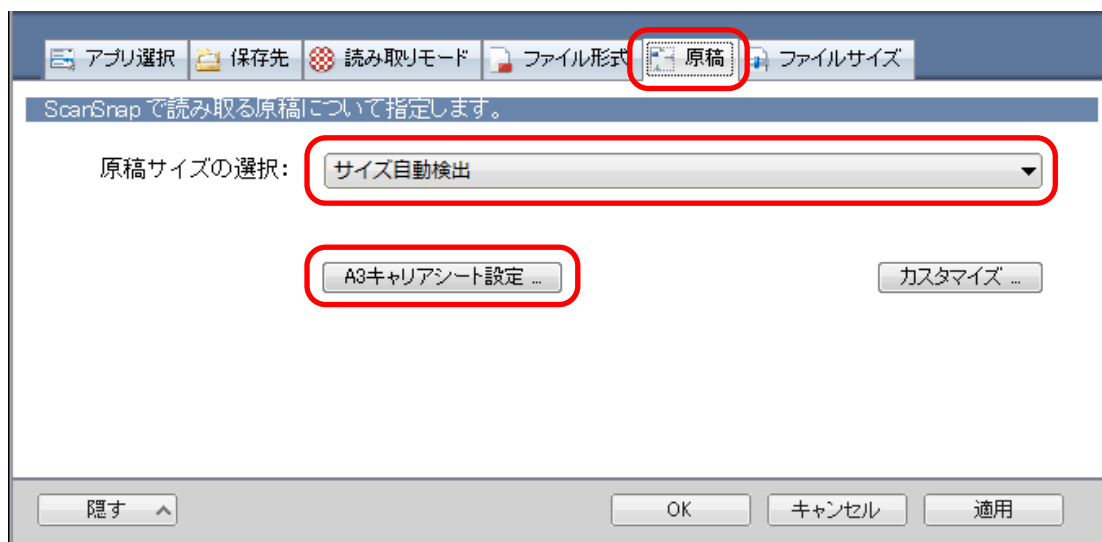 アプリ選択 保存先 読み取りモード ファイル形式 原稿 ファイルサイズ
ScanSnap で読み取る原稿について指定します。
原稿サイズの選択: サイズ自動検出
A3キャリアシート設定 ... カスタマイズ ...
隠す OK キャンセル 適用